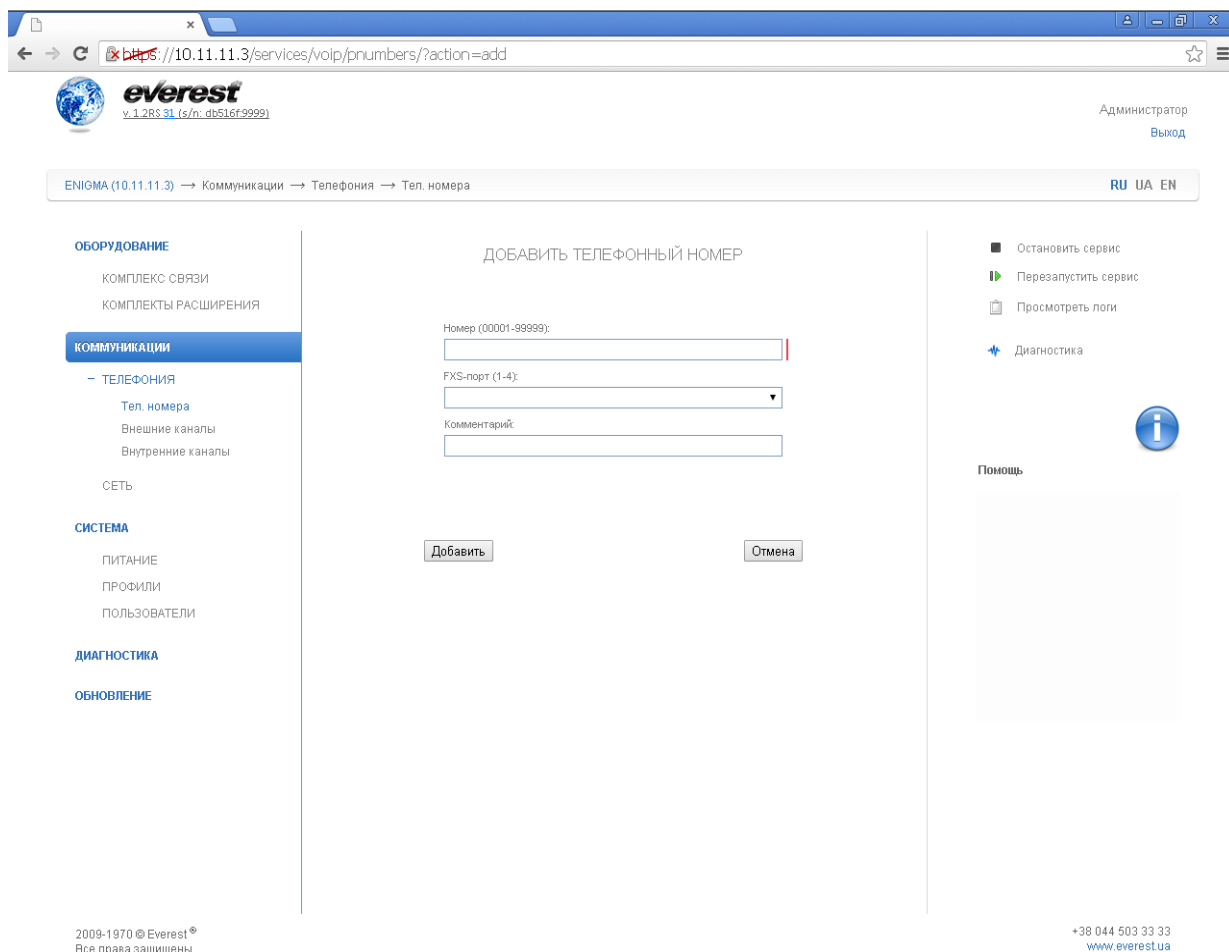 https://10.11.11.3/services/voip/pnumbers/?action=add
everest
v. 1.2RS 31 (s/n: db516f:9999)
Администратор
Выход
ENIGMA (10.11.11.3) → Коммуникации → Телефония → Тел. номера
RU UA EN
ОБОРУДОВАНИЕ
КОМПЛЕКС СВЯЗИ
КОМПЛЕКТЫ РАСШИРЕНИЯ
КОММУНИКАЦИИ
– ТЕЛЕФОНИЯ
Тел. номера
Внешние каналы
Внутренние каналы
СЕТЬ
СИСТЕМА
ПИТАНИЕ
ПРОФИЛИ
ПОЛЬЗОВАТЕЛИ
ДИАГНОСТИКА
ОБНОВЛЕНИЕ
ДОБАВИТЬ ТЕЛЕФОННЫЙ НОМЕР
Номер (00001-99999):
FXS-порт (1-4):
Комментарий:
Добавить
Отмена
Остановить сервис
Перезапустить сервис
Просмотреть логи
Диагностика
Помощь
2009-1970 © Everest ®
Все права защищены
+38 044 503 33 33
www.everest.ua